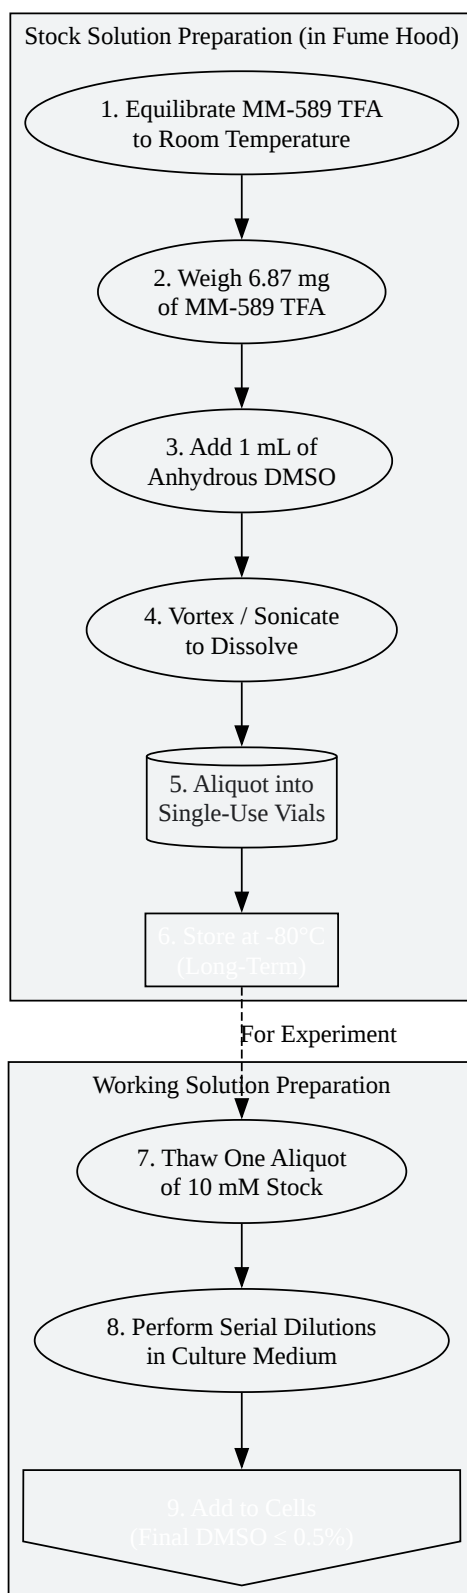 Stock Solution Preparation (in Fume Hood)
1. Equilibrate MM-589 TFA
to Room Temperature
2. Weigh 6.87 mg
of MM-589 TFA
3. Add 1 mL of
Anhydrous DMSO
4. Vortex / Sonicate
to Dissolve
5. Aliquot into
Single-Use Vials
6. Store at -80°C
(Long-Term)
For Experiment
Working Solution Preparation
7. Thaw One Aliquot
of 10 mM Stock
8. Perform Serial Dilutions
in Culture Medium
9. Add to Cells
(Final DMSO ≤ 0.5%)